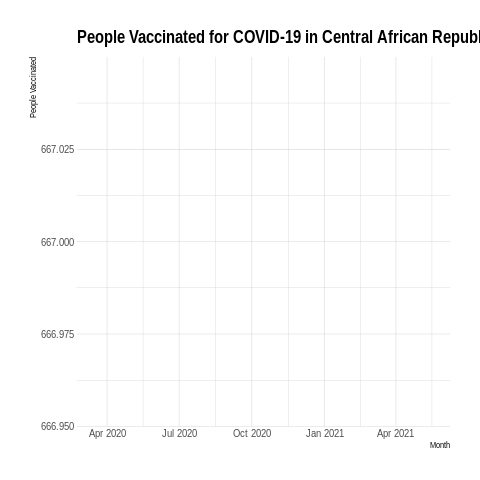 People Vaccinated for COVID-19 in Central African Republ
People Vaccinated
667.025
667.000
666.975
666.950
Apr 2020 Jul 2020 Oct 2020 Jan 2021 Apr 2021
Month